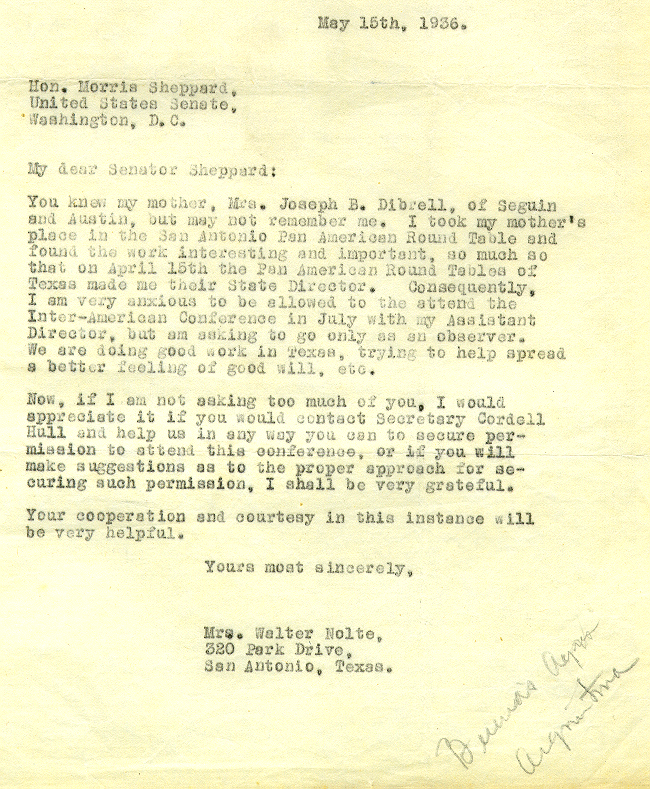 May 15th, 1936.
Hon. Morris Sheppard,
United States Senate,
Washington, D.C.
My dear Senator Sheppard:
You knew my mother, Mrs. Joseph B. Dibrell, of Seguin
and Austin, but may not remember me. I took my mother's
place in the San Antonio Pan American Round Table and
found the work interesting and important, so much so
that on April 15th the Pan American Round Tables of
Texas made me their State Director. Consequently,
I am very anxious to be allowed to the attend the
Inter-American Conference in July with my Assistant
Director, but am asking to go only as an observer.
We are doing good work in Texas, trying to help spread
a better feeling of good will, etc.
Now, if I am not asking too much of you, I would
appreciate it if you would contact Secretary Cordell
Hull and help us in any way you can to secure per-
mission to attend this conference, or if you will
make suggestions as to the proper approach for se-
curing such permission, I shall be very grateful.
Your cooperation and courtesy in this instance will
be very helpful.
Yours most sincerely,
Mrs. Walter Nolte,
320 Park Drive,
San Antonio, Texas.
Buenos